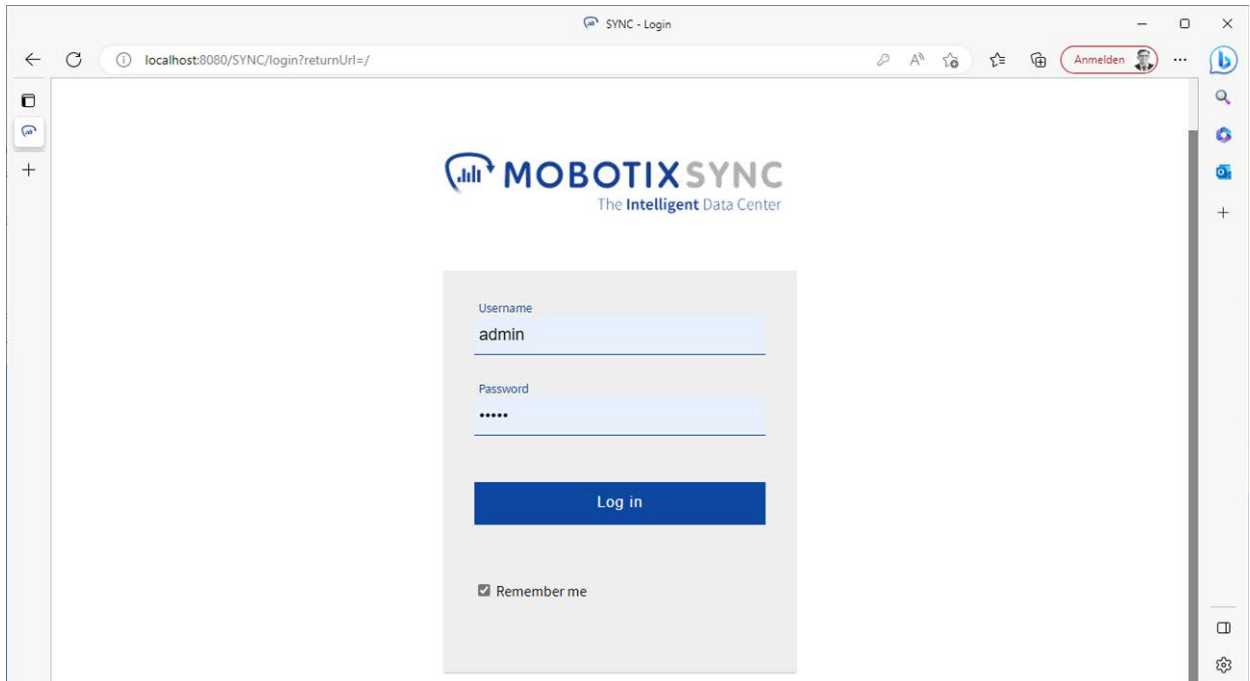 SYNC - Login
localhost:8080/SYNC/login?returnUrl=/
Anmelden
MOBOTIX SYNC
The Intelligent Data Center
Username
admin
Password
•••••
Log in
Remember me